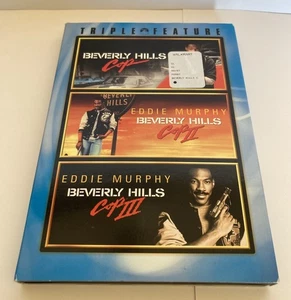 TRIPLE FEATURE
BEVERLY HILLS
Cop
BEVERLY
HILLS
EDDIE MURPHY
BEVERLY HILLS
Cop II
EDDIE MURPHY
BEVERLY HILLS
Cop III